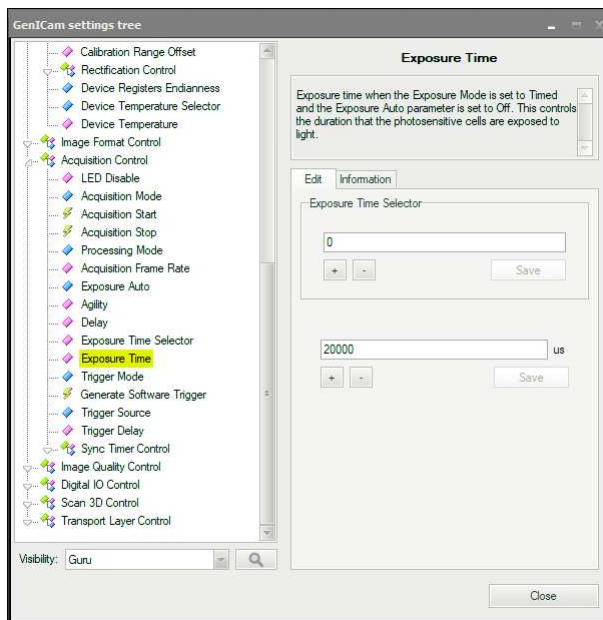 GenICam settings tree
Calibration Range Offset
Rectification Control
Device Registers Endianness
Device Temperature Selector
Device Temperature
Image Format Control
Acquisition Control
LED Disable
Acquisition Mode
Acquisition Start
Acquisition Stop
Processing Mode
Acquisition Frame Rate
Exposure Auto
Agility
Delay
Exposure Time Selector
Exposure Time
Trigger Mode
Generate Software Trigger
Trigger Source
Trigger Delay
Sync Timer Control
Image Quality Control
Digital IO Control
Scan 3D Control
Transport Layer Control
Visibility: Guru
Exposure Time
Exposure time when the Exposure Mode is set to Timed
and the Exposure Auto parameter is set to Off. This controls
the duration that the photosensitive cells are exposed to
light.
Edit Information
Exposure Time Selector
0
+ - Save
20000 us
+ - Save
Close